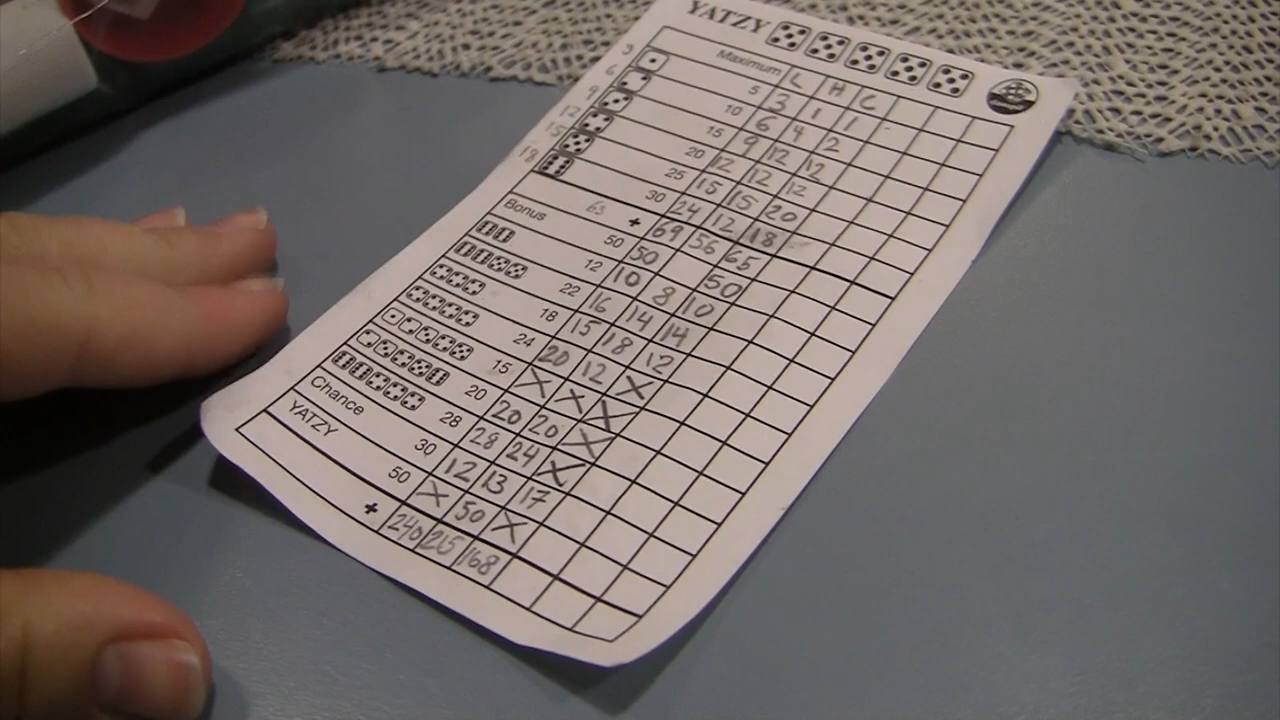 YATZY
Maximum L H C
3 5 3 1 1
6 10 6 4 2
9 15 9 12 12
12 20 12 12 12
15 25 15 15 20
18 30 24 12 18
63 + 69 56 65
Bonus 50 50 50
12 10 8 10
22 16 14 14
18 15 18 12
24 20 12 X
15 X X X
20 20 20 X
28 28 24 X
Chance 30 12 13 17
YATZY 50 X 50 X
+ 240 215 168